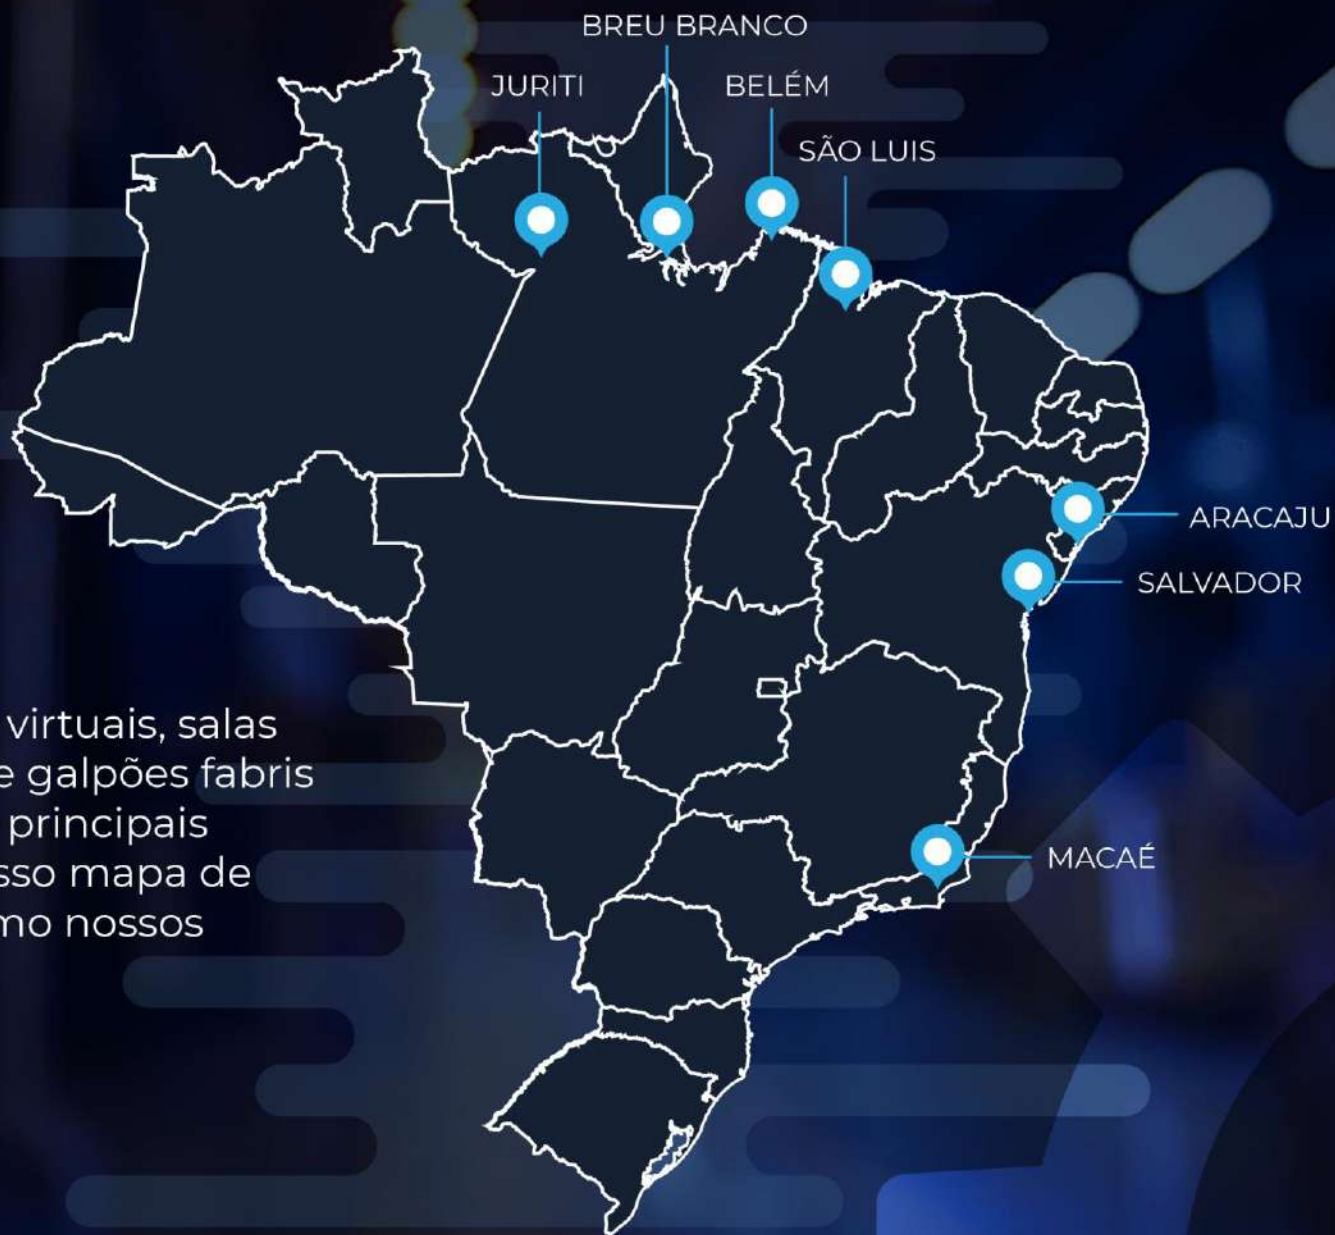 BREU BRANCO
JURITI
BELÉM
SÃO LUIS
ARACAJU
SALVADOR
virtuais, salas
e galpões fabris
principais
sso mapa de
mo nossos
MACAÉ